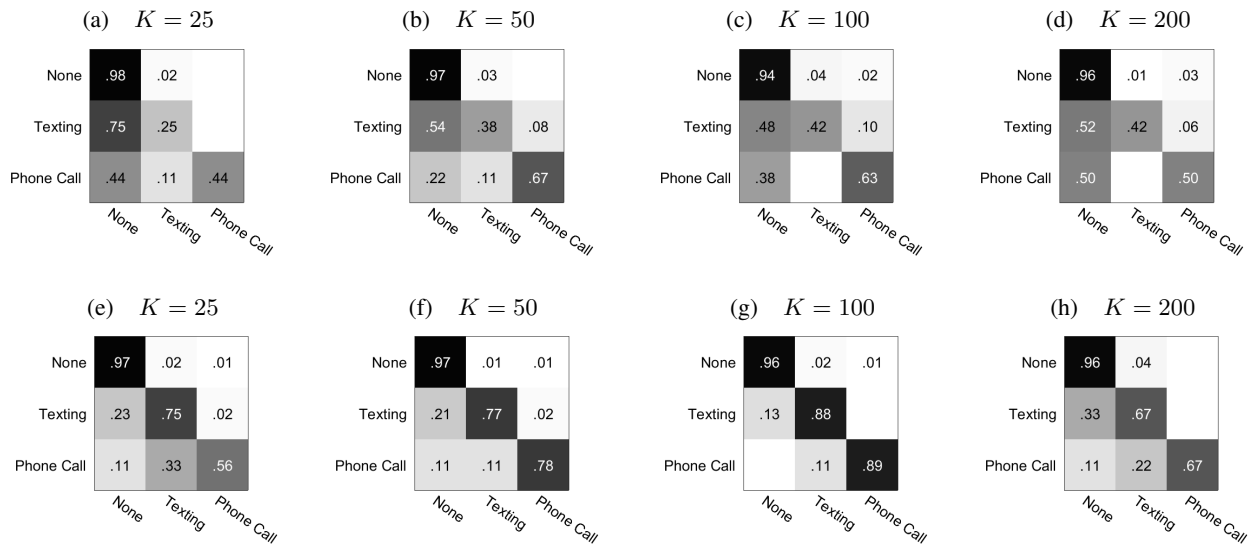 (a) K = 25
None .98 .02
Texting .75 .25
Phone Call .44 .11 .44
None Texting Phone Call
(b) K = 50
None .97 .03
Texting .54 .38 .08
Phone Call .22 .11 .67
None Texting Phone Call
(c) K = 100
None .94 .04 .02
Texting .48 .42 .10
Phone Call .38 .63
None Texting Phone Call
(d) K = 200
None .96 .01 .03
Texting .52 .42 .06
Phone Call .50 .50
None Texting Phone Call
(e) K = 25
None .97 .02 .01
Texting .23 .75 .02
Phone Call .11 .33 .56
None Texting Phone Call
(f) K = 50
None .97 .01 .01
Texting .21 .77 .02
Phone Call .11 .11 .78
None Texting Phone Call
(g) K = 100
None .96 .02 .01
Texting .13 .88
Phone Call .11 .89
None Texting Phone Call
(h) K = 200
None .96 .04
Texting .33 .67
Phone Call .11 .22 .67
None Texting Phone Call